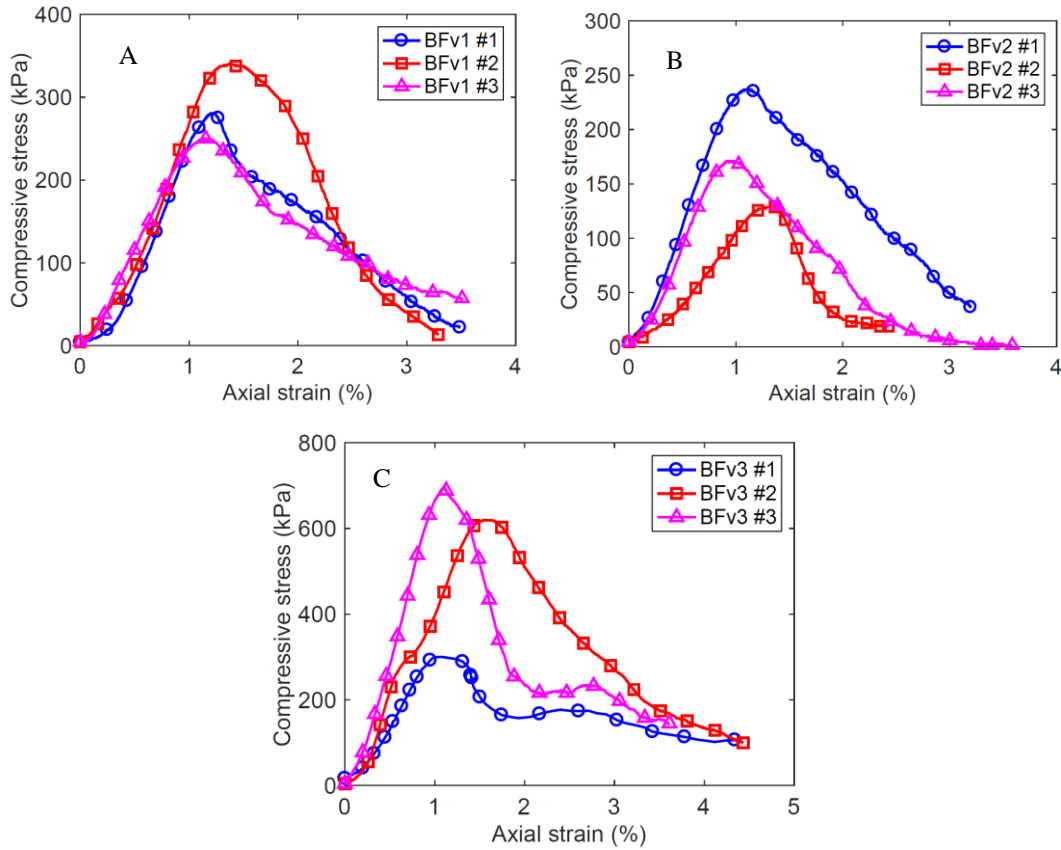 A
BFv1 #1
BFv1 #2
BFv1 #3
Compressive stress (kPa)
400
300
200
100
0
0 1 2 3 4
Axial strain (%)
B
BFv2 #1
BFv2 #2
BFv2 #3
Compressive stress (kPa)
300
250
200
150
100
50
0
0 1 2 3 4
Axial strain (%)
C
BFv3 #1
BFv3 #2
BFv3 #3
Compressive stress (kPa)
800
600
400
200
0
0 1 2 3 4 5
Axial strain (%)